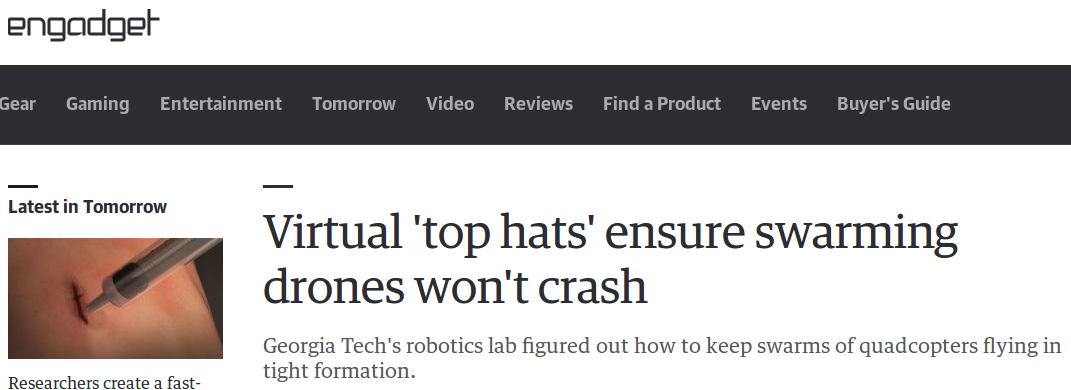 engadget
Gear Gaming Entertainment Tomorrow Video Reviews Find a Product Events Buyer's Guide
Latest in Tomorrow
Researchers create a fast-
Virtual 'top hats' ensure swarming
drones won't crash
Georgia Tech's robotics lab figured out how to keep swarms of quadcopters flying in
tight formation.